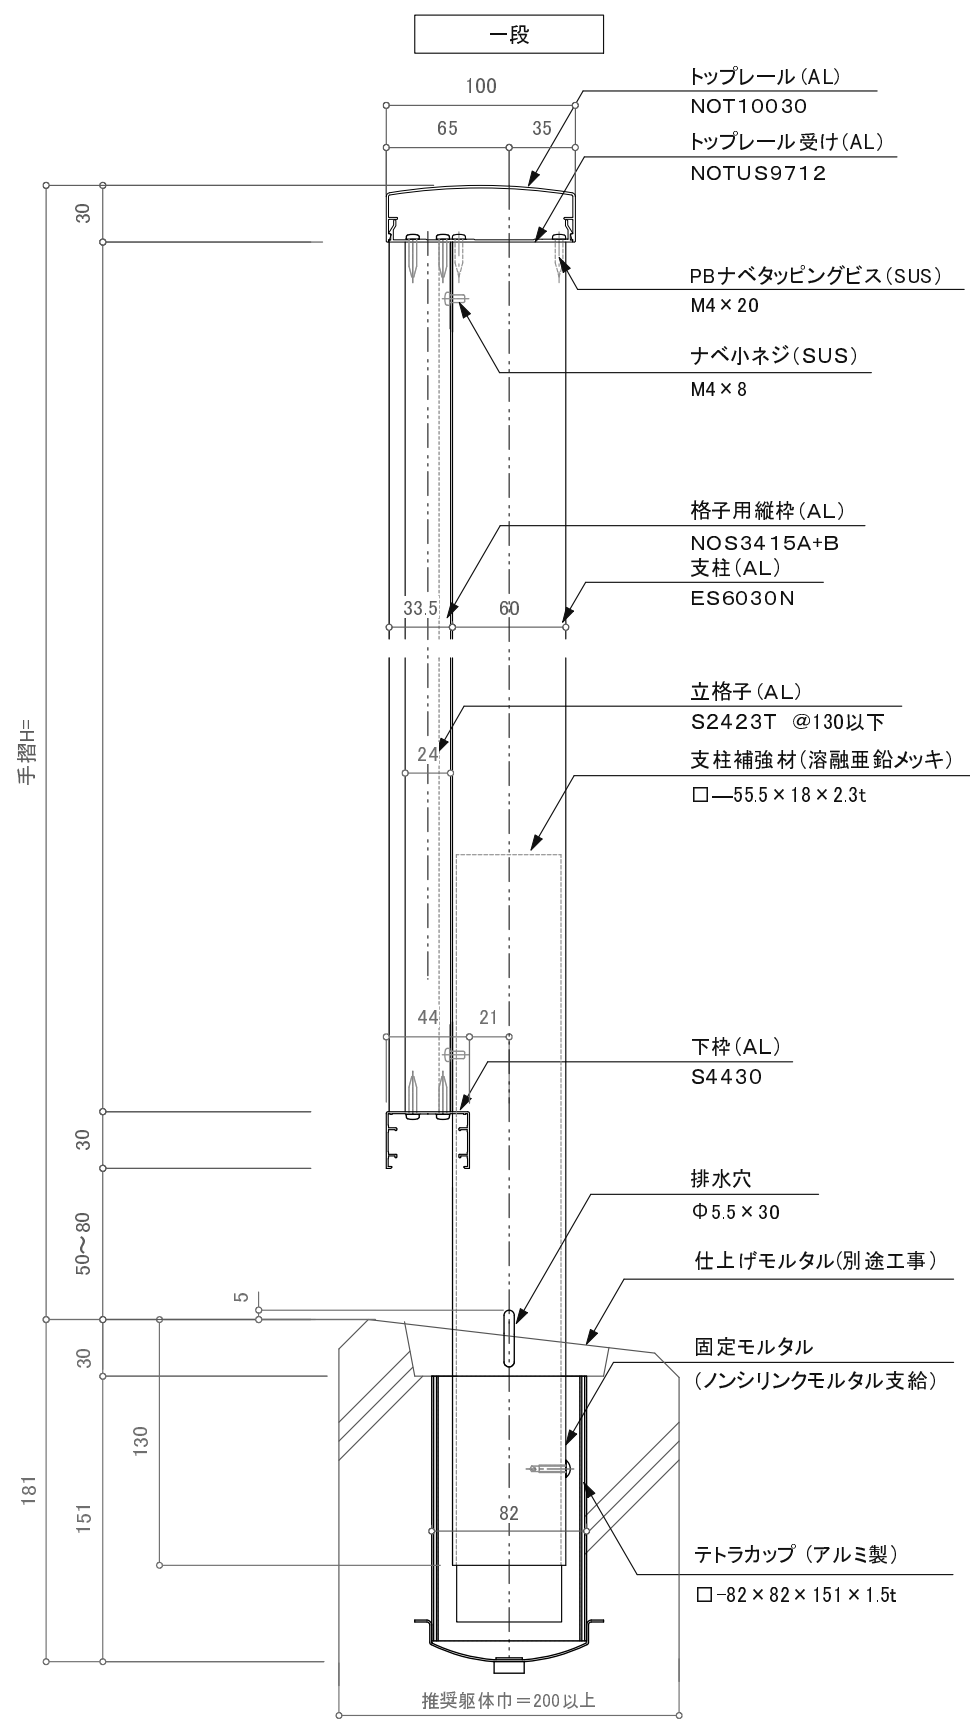 一段
100
65
35
トップレール(AL)
NOT10030
トップレール受け(AL)
NOTUS9712
30
PBナベタッピングビス(SUS)
M4×20
ナベ小ネジ(SUS)
M4×8
格子用縦枠(AL)
NOS3415A+B
支柱(AL)
ES6030N
33.5
60
立格子(AL)
S2423T @130以下
手摺H=
24
支柱補強材(溶融亜鉛メッキ)
□―55.5×18×2.3t
44
21
下枠(AL)
S4430
30
排水穴
Φ5.5×30
50～80
仕上げモルタル(別途工事)
5
固定モルタル
(ノンシリンクモルタル支給)
30
130
181
151
82
テトラカップ(アルミ製)
□-82×82×151×1.5t
推奨躯体巾=200以上